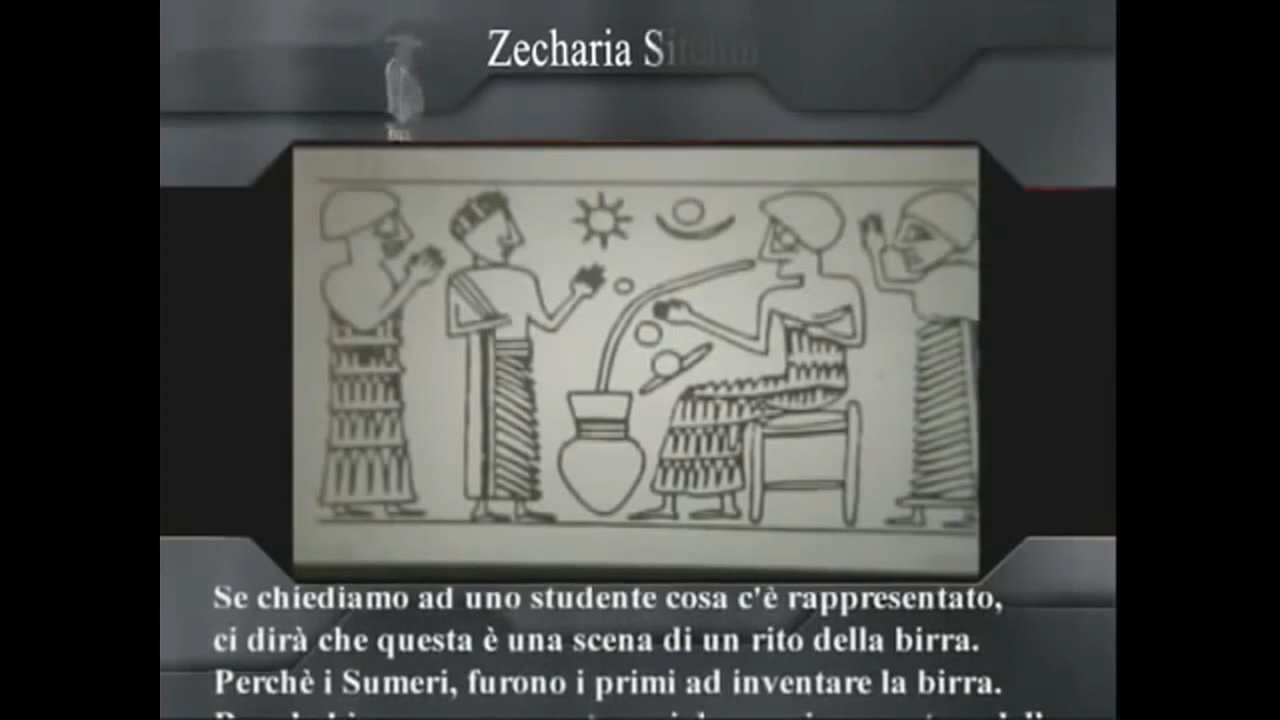 Zecharia Sitchin
Se chiediamo ad uno studente cosa c'è rappresentato,
ci dirà che questa è una scena di un rito della birra.
Perchè i Sumeri, furono i primi ad inventare la birra.